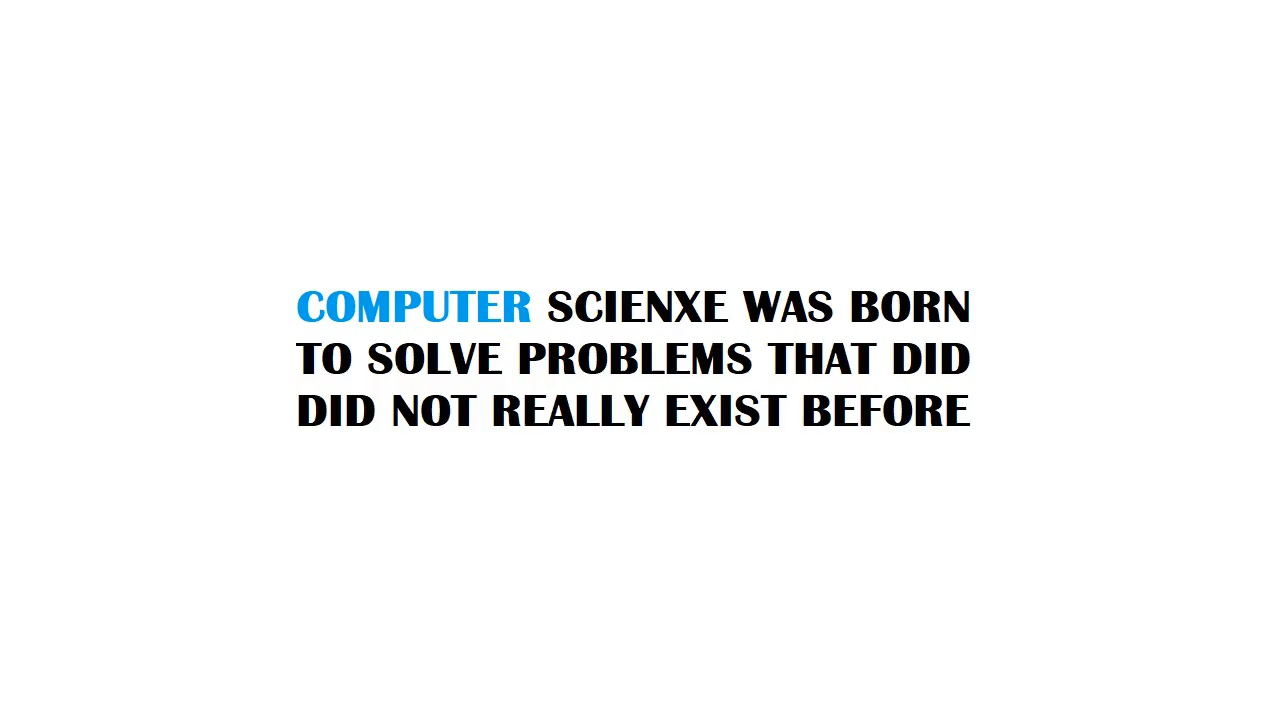 COMPUTER SCIENXE WAS BORN
TO SOLVE PROBLEMS THAT DID
DID NOT REALLY EXIST BEFORE